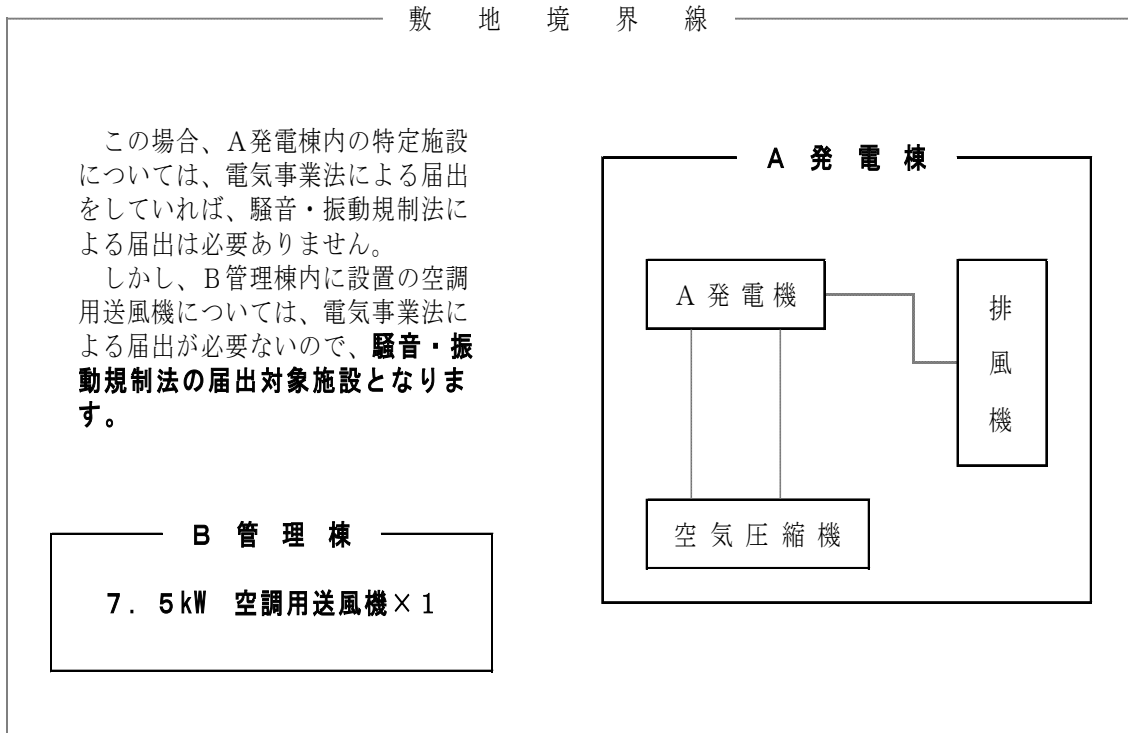 敷地境界線
この場合、A発電棟内の特定施設
については、電気事業法による届出
をしていれば、騒音・振動規制法に
よる届出は必要ありません。
しかし、B管理棟内に設置の空調
用送風機については、電気事業法に
よる届出が必要ないので、騒音・振
動規制法の届出対象施設となりま
す。
A発電棟
A発電機
排風機
空気圧縮機
B管理棟
7.5kW 空調用送風機×1